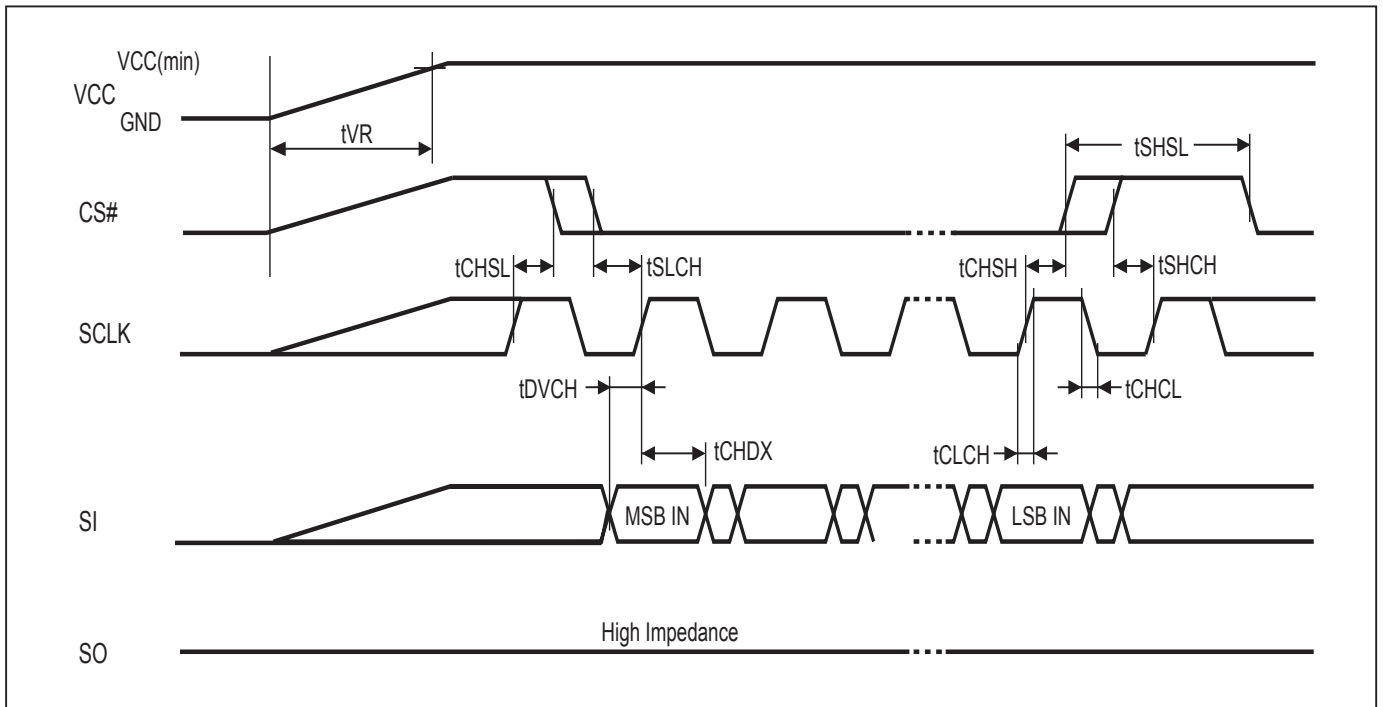 VCC(min)
VCC
GND
tVR
tSHSL
CS#
tCHSL
tSLCH
tCHSH
tSHCH
SCLK
tDVCH
tCHCL
tCHDX
tCLCH
SI
MSB IN
LSB IN
High Impedance
SO